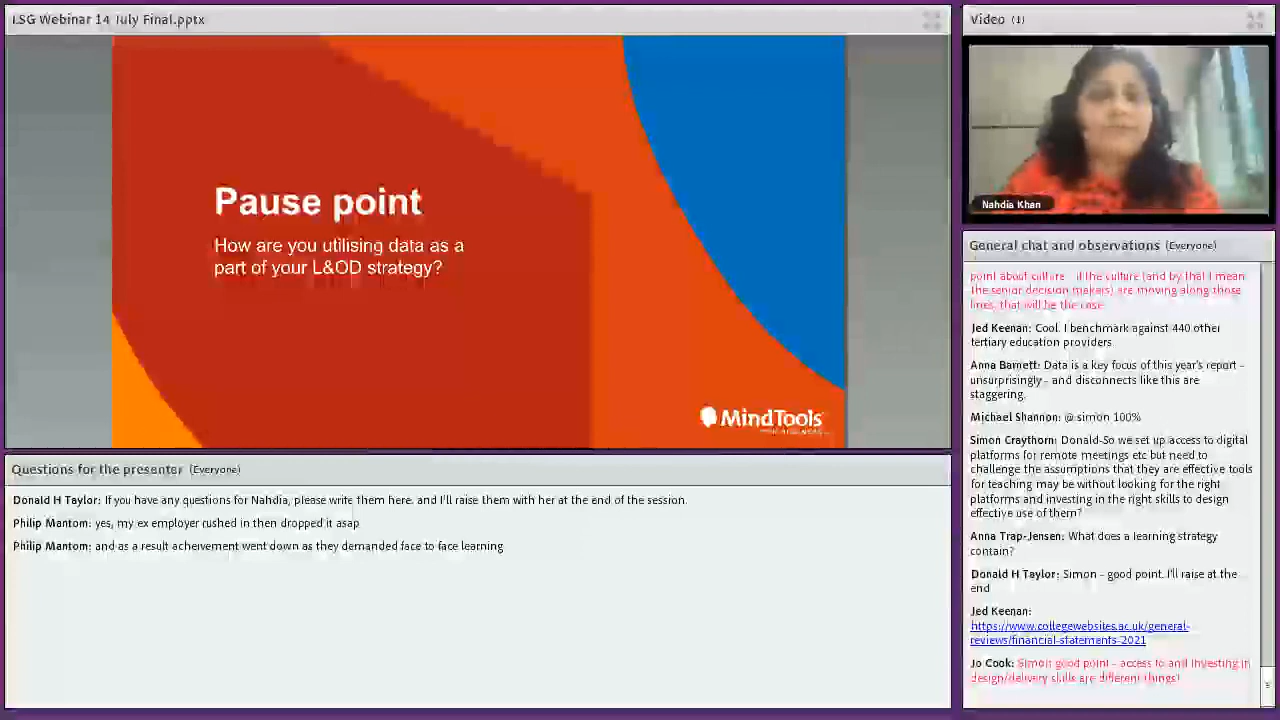 LSG Webinar 14 July Final.pptx
Pause point
How are you utilising data as a
part of your L&OD strategy?
MindTools
Questions for the presenter (Everyone)
Donald H Taylor: If you have any questions for Nahdia, please write them here. and I'll raise them with her at the end of the session.
Philip Mantom: yes, my ex employer rushed in then dropped it asap
Philip Mantom: and as a result acheivement went down as they demanded face to face learning
Video (1)
Nahdia Khan
General chat and observations (Everyone)
point about culture - if the culture (and by that I mean
the senior decision makers) are moving along those
lines, that will be the case
Jed Keenan: Cool. I benchmark against 440 other
tertiary education providers
Anna Barnett: Data is a key focus of this year's report -
unsurprisingly - and disconnects like this are
staggering.
Michael Shannon: @ simon 100%
Simon Craythorn: Donald-So we set up access to digital
platforms for remote meetings etc but need to
challenge the assumptions that they are effective tools
for teaching may be without looking for the right
platforms and investing in the right skills to design
effective use of them?
Anna Trap-Jensen: What does a learning strategy
contain?
Donald H Taylor: Simon - good point. I'll raise at the
end
Jed Keenan:
https://www.collegewebsites.ac.uk/general-
reviews/financial-statements-2021
Jo Cook: Simon good point - access to and investing in
design/delivery skills are different things!